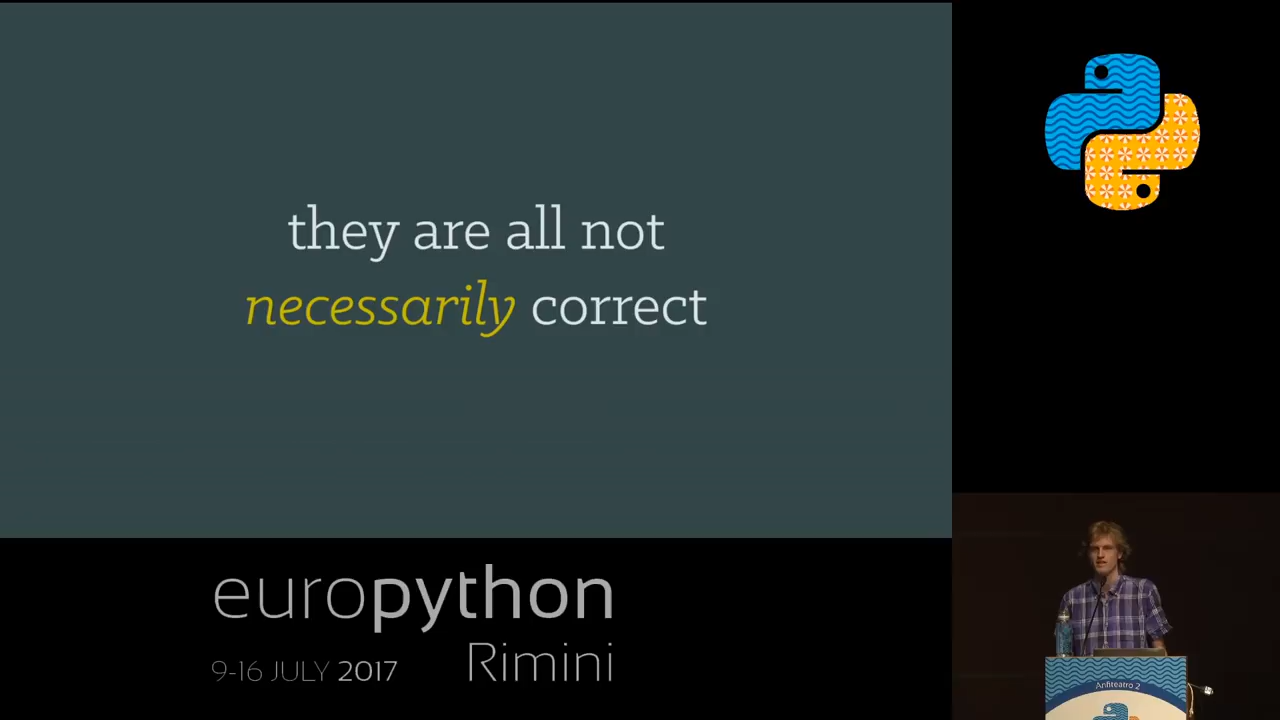 they are all not
necessarily correct
europython
Rimini
9-16 JULY 2017
Anfiteatro 2